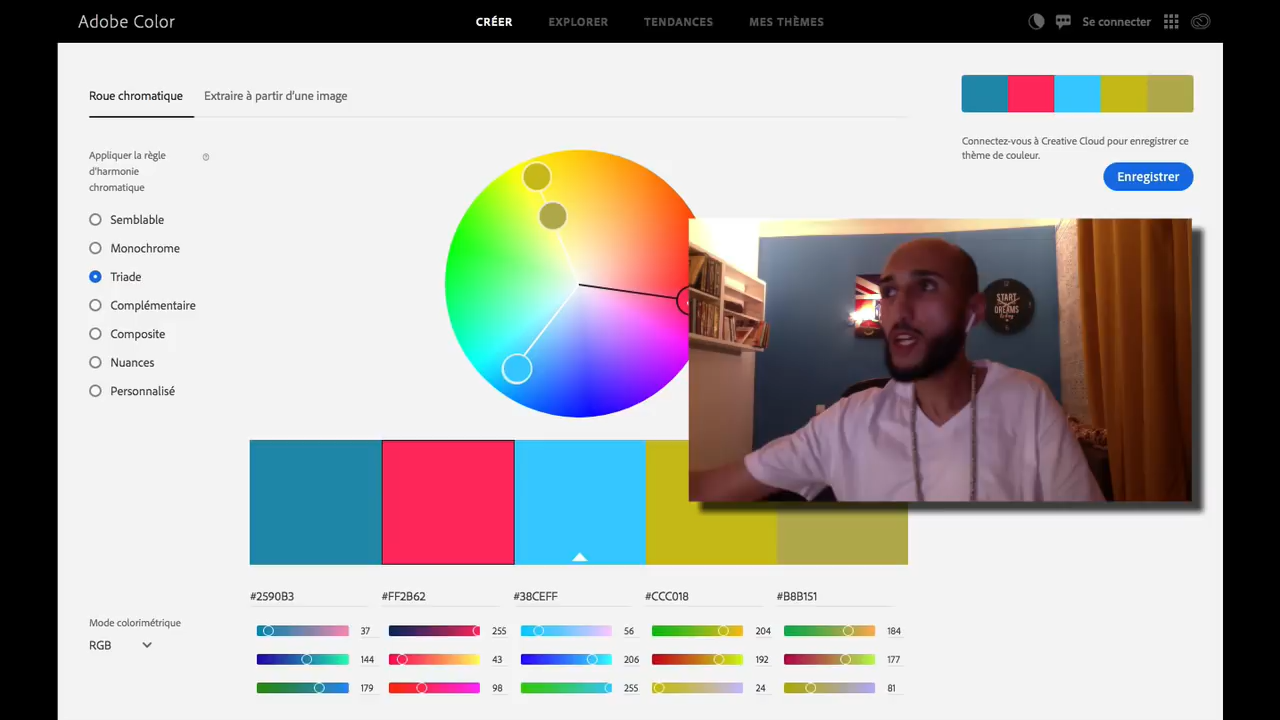 Adobe Color
CRÉER EXPLORER TENDANCES MES THÈMES
Se connecter
Roue chromatique Extraire à partir d'une image
Appliquer la règle
d'harmonie
chromatique
Semblable
Monochrome
Triade
Complémentaire
Composite
Nuances
Personnalisé
Connectez-vous à Creative Cloud pour enregistrer ce
thème de couleur.
Enregistrer
START
DREAMS
#2590B3 #FF2B62 #38CEFF #CCC018 #B8B151
Mode colorimétrique
RGB
37 255 56 204 184
144 43 206 192 177
179 98 255 24 81